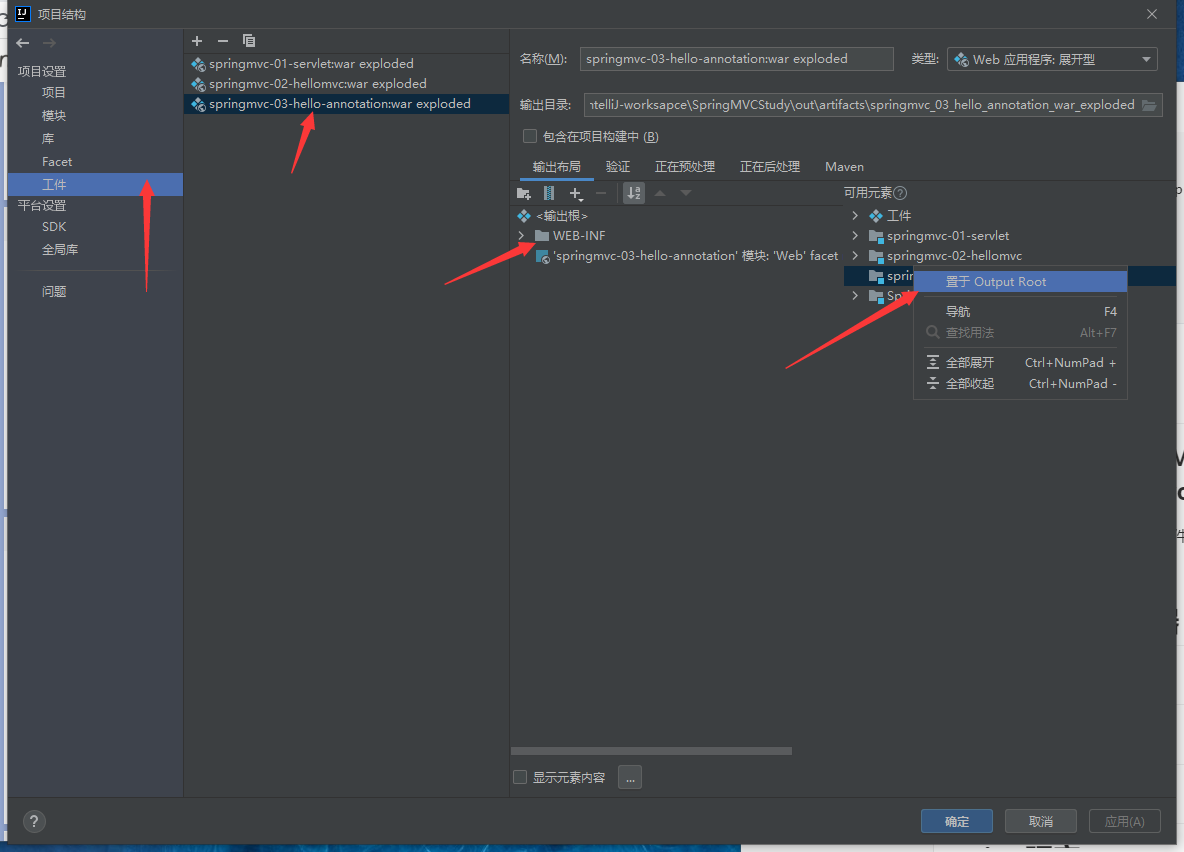 项目结构
项目设置
项目
模块
库
Facet
工件
平台设置
SDK
全局库
问题
springmvc-01-servlet:war exploded
springmvc-02-hellomvc:war exploded
springmvc-03-hello-annotation:war exploded
名称(M): springmvc-03-hello-annotation:war exploded 类型: Web 应用程序: 展开型
输出目录: ntelliJ-worksapce\SpringMVCStudy\out\artifacts\springmvc_03_hello_annotation_war_exploded
包含在项目构建中 (B)
输出布局 验证 正在预处理 正在后处理 Maven
可用元素
<输出根>
WEB-INF
'springmvc-03-hello-annotation' 模块: 'Web' facet
工件
springmvc-01-servlet
springmvc-02-hellomvc
置于 Output Root
导航 F4
查找用法 Alt+F7
全部展开 Ctrl+NumPad +
全部收起 Ctrl+NumPad -
显示元素内容 ...
? 确定 取消 应用(A)